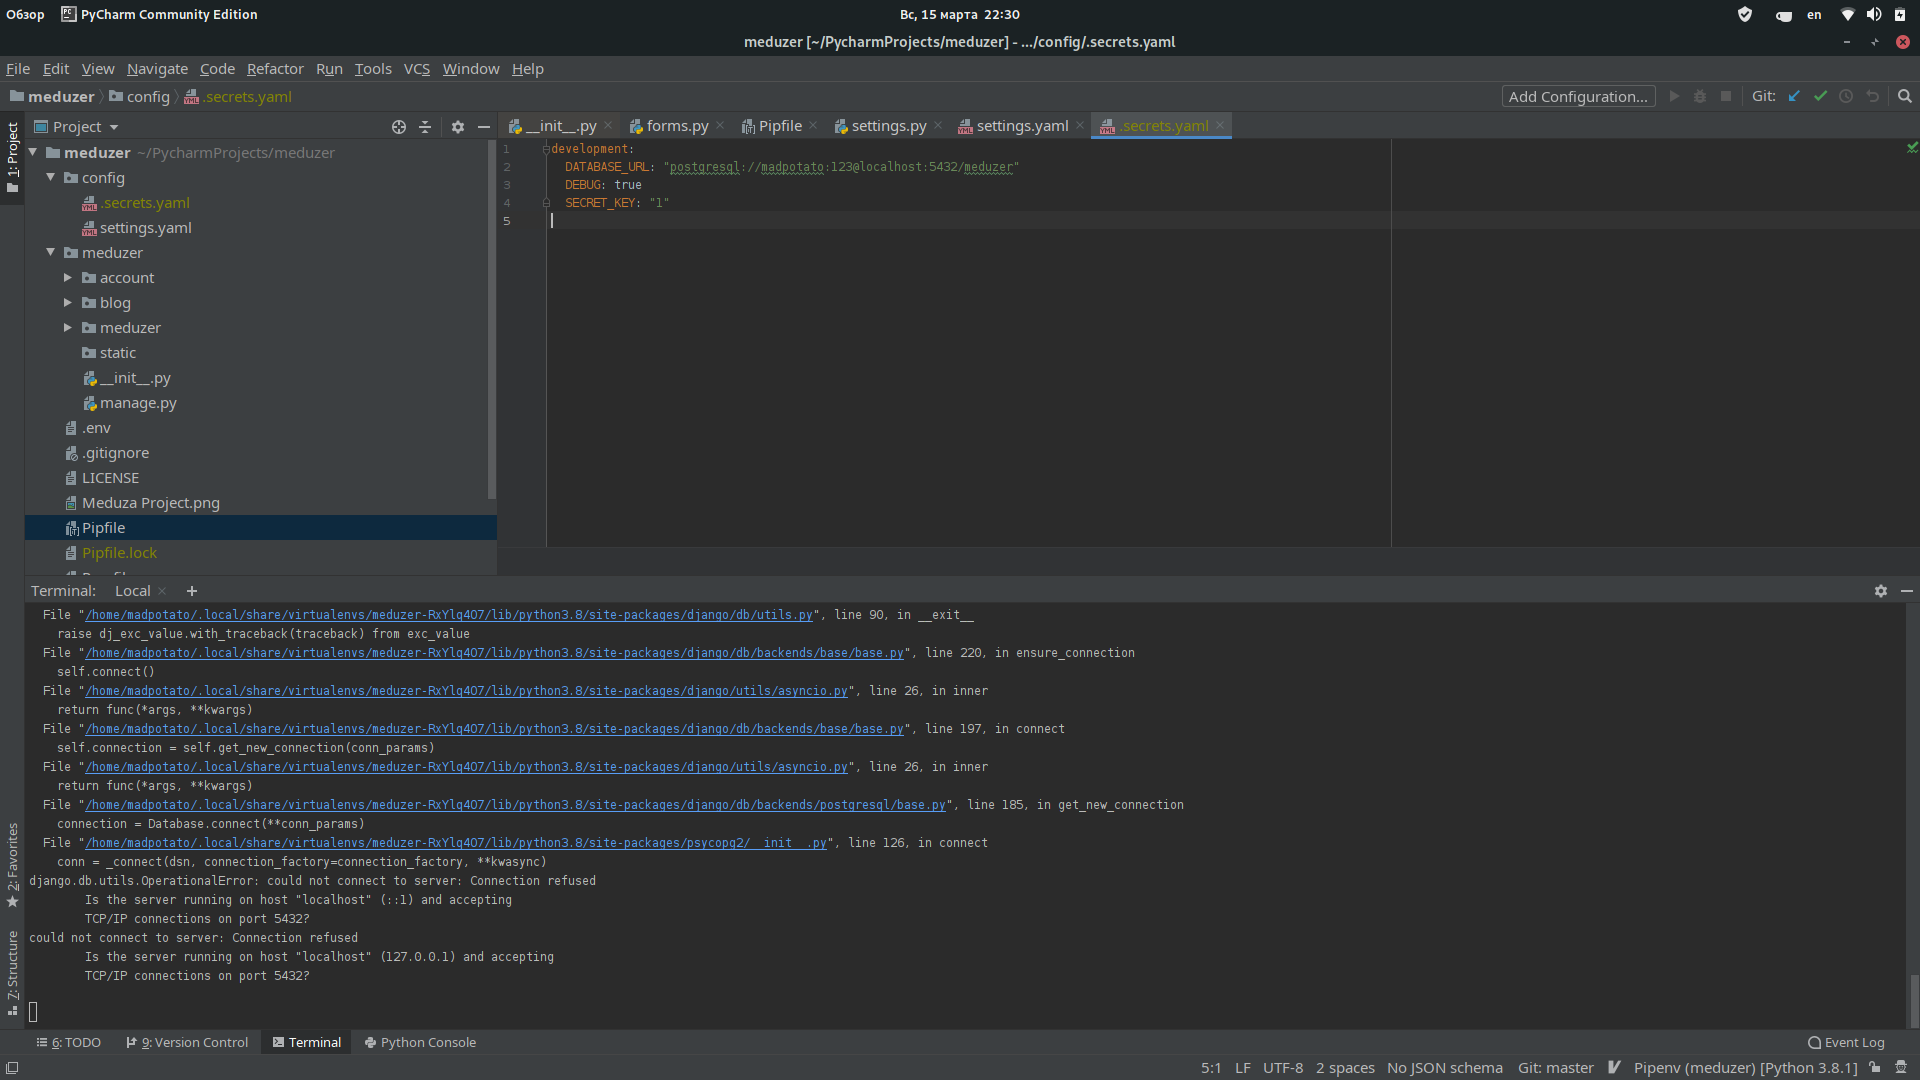 Обзор
PyCharm Community Edition
Вс, 15 марта 22:30
en
meduzer [~/PycharmProjects/meduzer] - .../config/.secrets.yaml
File Edit View Navigate Code Refactor Run Tools VCS Window Help
meduzer config .secrets.yaml
Add Configuration...
Git:
1: Project
Project
__init__.py forms.py Pipfile settings.py settings.yaml .secrets.yaml
meduzer ~/PycharmProjects/meduzer
config
.secrets.yaml
settings.yaml
meduzer
account
blog
meduzer
static
__init__.py
manage.py
.env
.gitignore
LICENSE
Meduza Project.png
Pipfile
Pipfile.lock
1 development:
2 DATABASE_URL: "postgresql://madpotato:123@localhost:5432/meduzer"
3 DEBUG: true
4 SECRET_KEY: "1"
5
Terminal: Local +
File "/home/madpotato/.local/share/virtualenvs/meduzer-RxYlq407/lib/python3.8/site-packages/django/db/utils.py", line 90, in __exit__
raise dj_exc_value.with_traceback(traceback) from exc_value
File "/home/madpotato/.local/share/virtualenvs/meduzer-RxYlq407/lib/python3.8/site-packages/django/db/backends/base/base.py", line 220, in ensure_connection
self.connect()
File "/home/madpotato/.local/share/virtualenvs/meduzer-RxYlq407/lib/python3.8/site-packages/django/utils/asyncio.py", line 26, in inner
return func(*args, **kwargs)
File "/home/madpotato/.local/share/virtualenvs/meduzer-RxYlq407/lib/python3.8/site-packages/django/db/backends/base/base.py", line 197, in connect
self.connection = self.get_new_connection(conn_params)
File "/home/madpotato/.local/share/virtualenvs/meduzer-RxYlq407/lib/python3.8/site-packages/django/utils/asyncio.py", line 26, in inner
return func(*args, **kwargs)
File "/home/madpotato/.local/share/virtualenvs/meduzer-RxYlq407/lib/python3.8/site-packages/django/db/backends/postgresql/base.py", line 185, in get_new_connection
connection = Database.connect(**conn_params)
File "/home/madpotato/.local/share/virtualenvs/meduzer-RxYlq407/lib/python3.8/site-packages/psycopg2/__init__.py", line 126, in connect
conn = _connect(dsn, connection_factory=connection_factory, **kwasync)
django.db.utils.OperationalError: could not connect to server: Connection refused
Is the server running on host "localhost" (::1) and accepting
TCP/IP connections on port 5432?
could not connect to server: Connection refused
Is the server running on host "localhost" (127.0.0.1) and accepting
TCP/IP connections on port 5432?
2: Favorites
7: Structure
6: TODO 9: Version Control Terminal Python Console
Event Log
5:1 LF UTF-8 2 spaces No JSON schema Git: master Pipenv (meduzer) [Python 3.8.1]